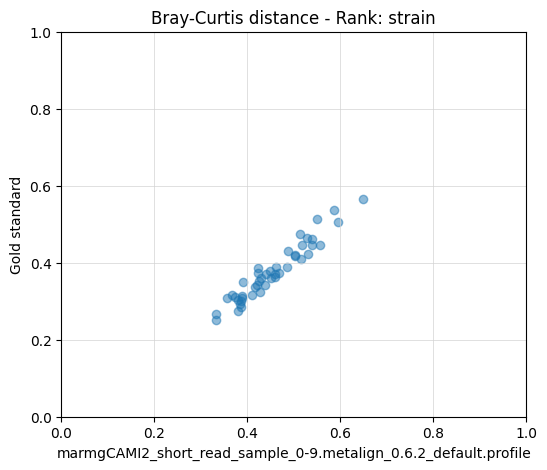 Bray-Curtis distance - Rank: strain
1.0
0.8
0.6
0.4
0.2
0.0
Gold standard
0.0 0.2 0.4 0.6 0.8 1.0
marmgCAMI2_short_read_sample_0-9.metalign_0.6.2_default.profile